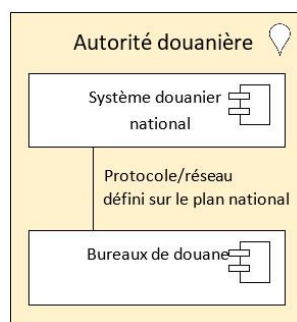 Autorité douanière
Système douanier
national
Protocole/réseau
défini sur le plan national
Bureaux de douane